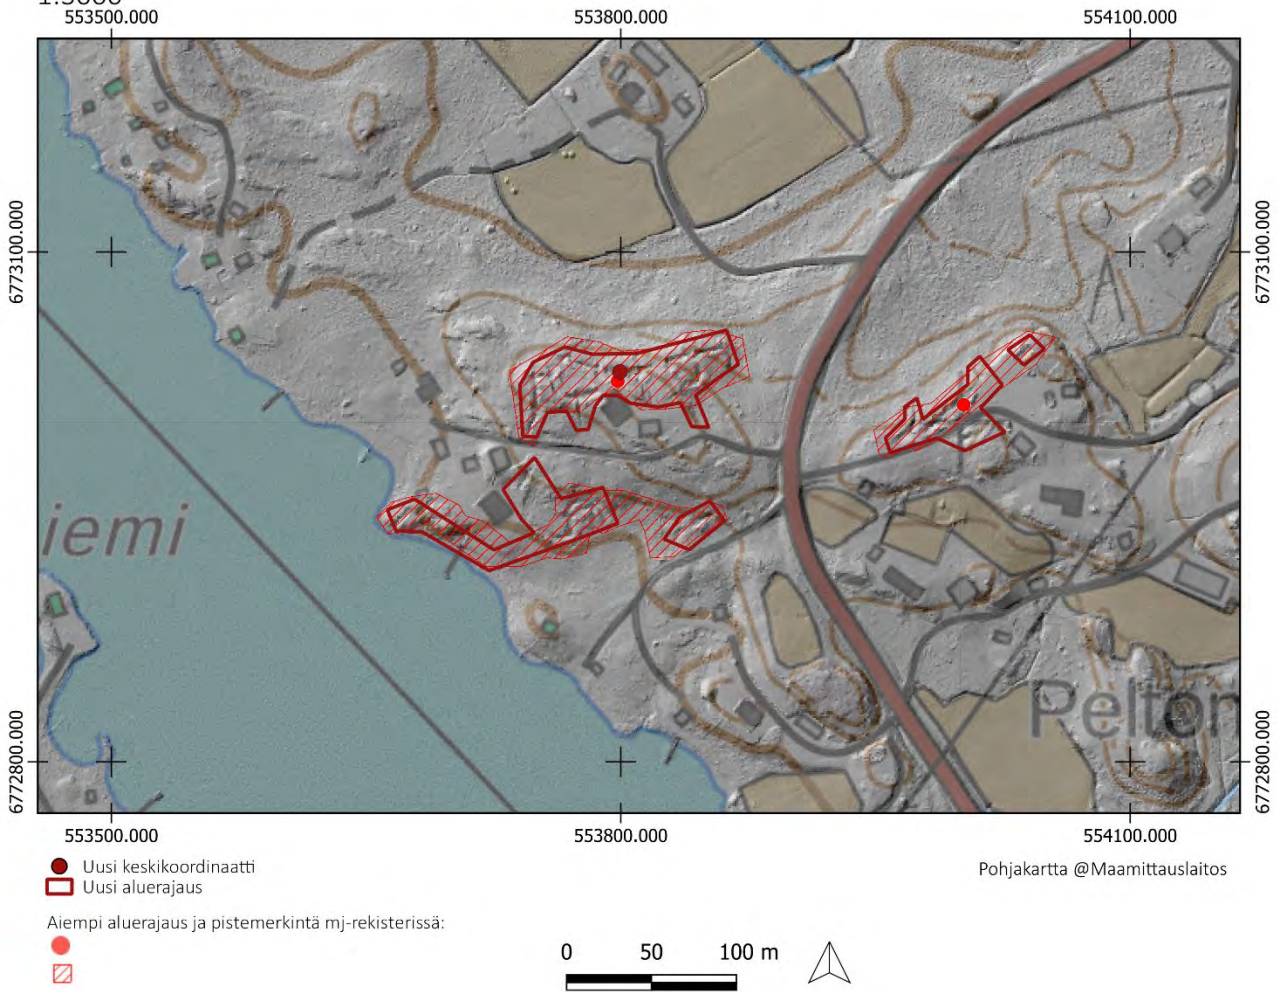 553500.000 553800.000 554100.000
6773100.000 6773100.000
iemi
Pelton
6772800.000 6772800.000
553500.000 553800.000 554100.000
Uusi keskikoordinaatti
Uusi aluerajaus
Pohjakartta @Maamittauslaitos
Aiempi aluerajaus ja pistemerkintä mj-rekisterissä:
0 50 100 m